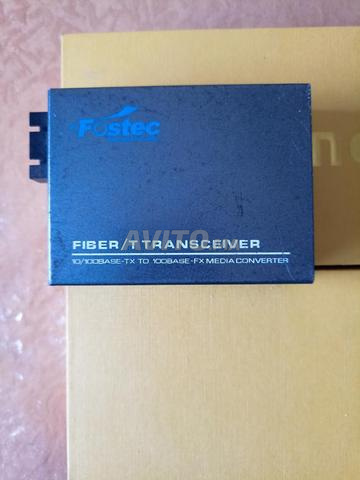 Fostec
AVITO
FIBER/T TRANSCEIVER
10/100BASE-TX TO 100BASE-FX MEDIA CONVERTER